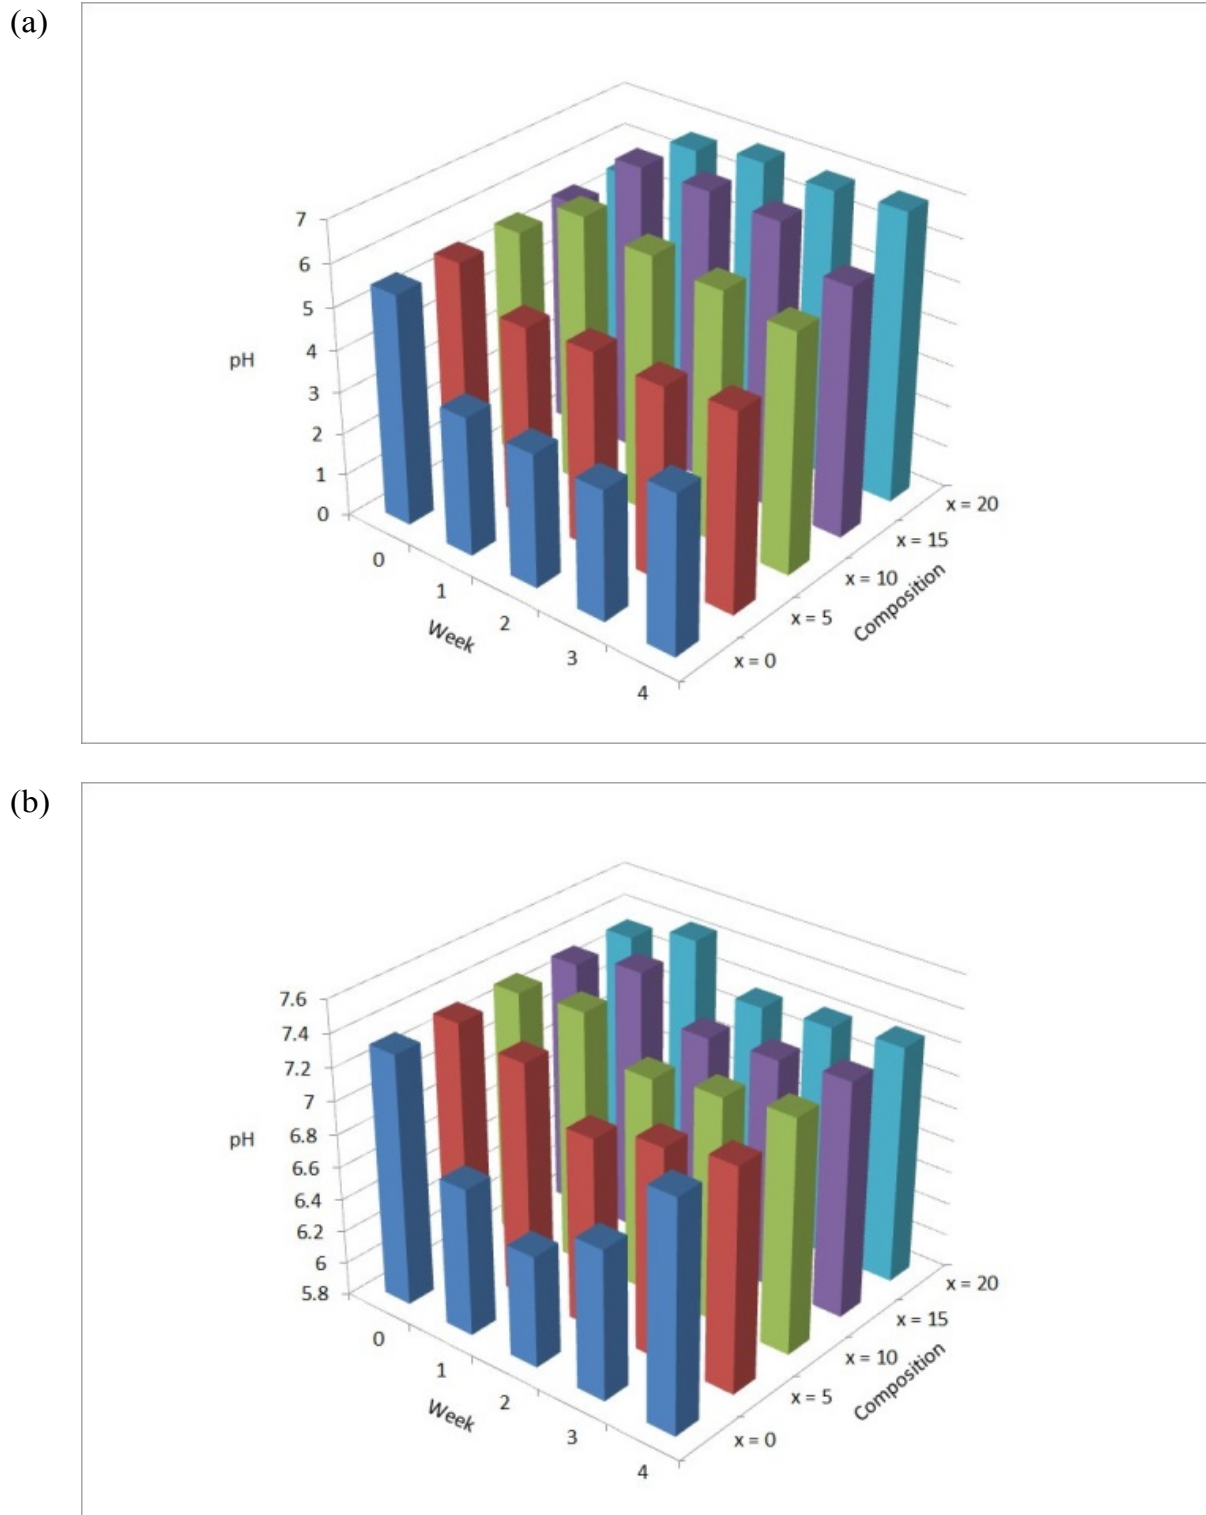 (a)
7
6
5
4
3
2
1
0
pH
0
1
2
3
4
Week
x = 0
x = 5
x = 10
x = 15
x = 20
Composition
(b)
7.6
7.4
7.2
7
6.8
6.6
6.4
6.2
6
5.8
pH
0
1
2
3
4
Week
x = 0
x = 5
x = 10
x = 15
x = 20
Composition